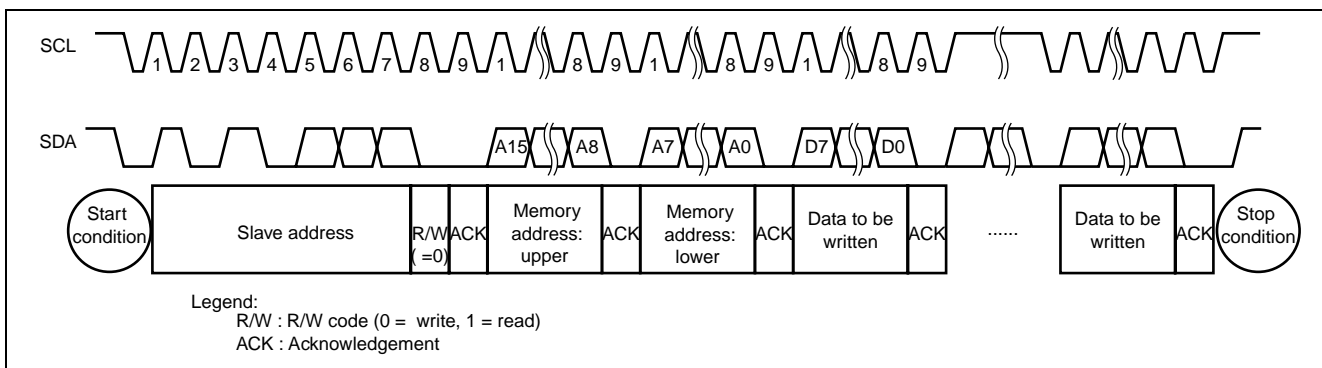 SCL
1 2 3 4 5 6 7 8 9 1 8 9 1 8 9 1 8 9
SDA
A15 A8 A7 A0 D7 D0
Start
condition
Slave address
R/W
( =0)
ACK
Memory
address:
upper
ACK
Memory
address:
lower
ACK
Data to be
written
ACK
......
Data to be
written
ACK
Stop
condition
Legend:
R/W : R/W code (0 = write, 1 = read)
ACK : Acknowledgement